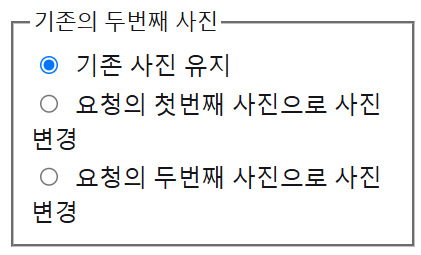 기존의 두번째 사진
기존 사진 유지
요청의 첫번째 사진으로 사진
변경
요청의 두번째 사진으로 사진
변경